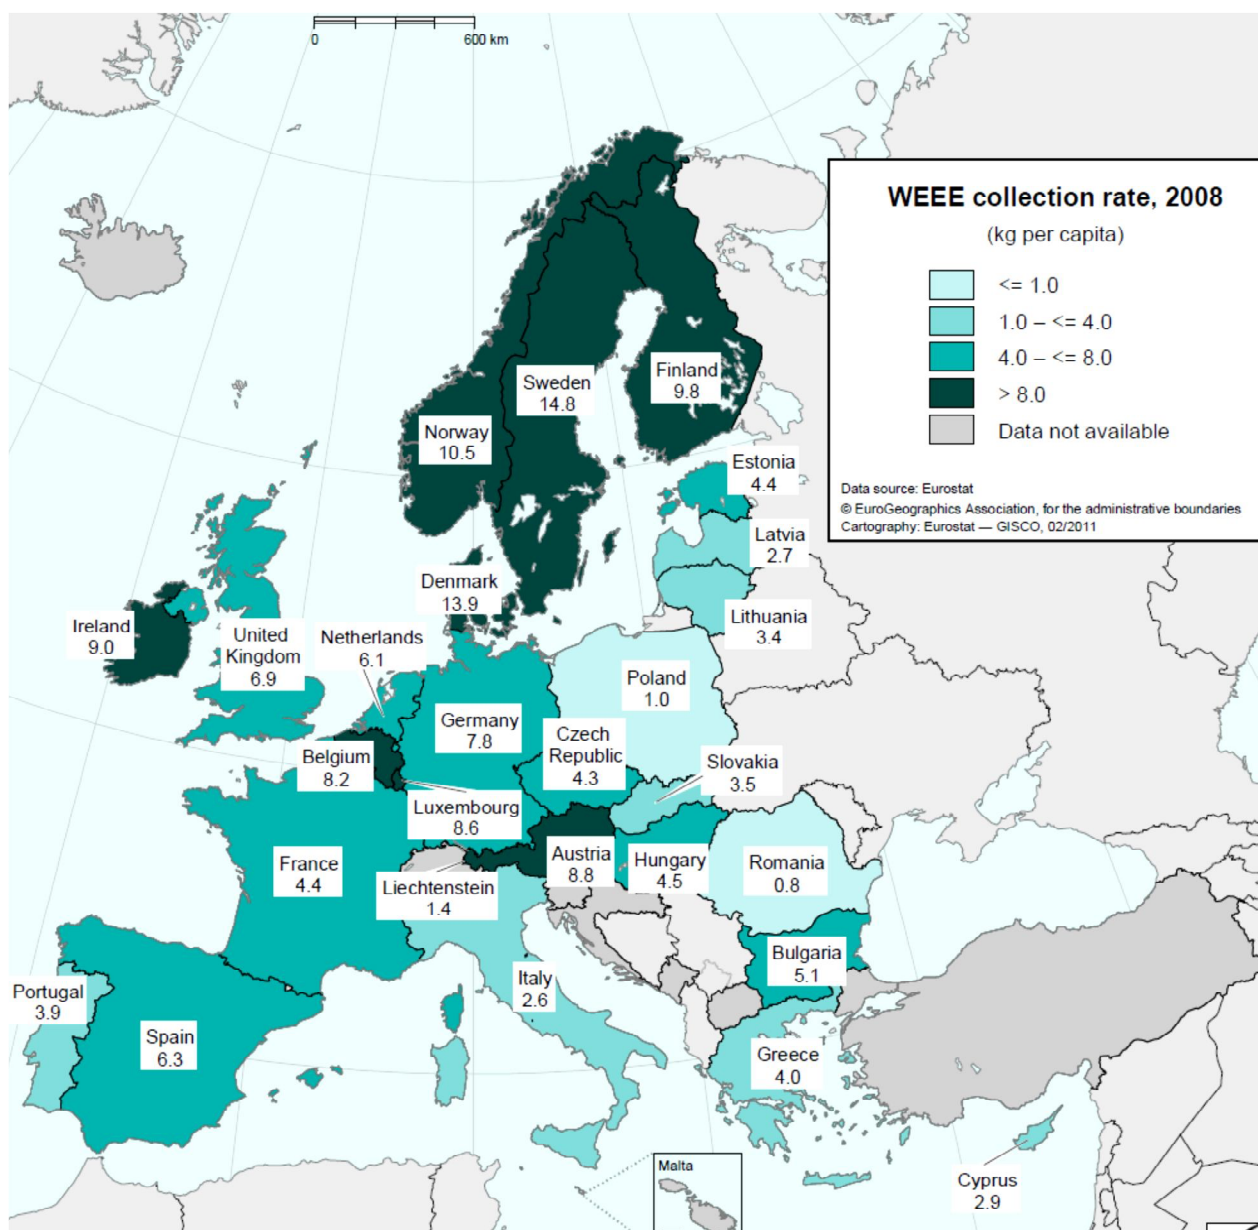 0 600 km
WEEE collection rate, 2008
(kg per capita)
<= 1.0
1.0 – <= 4.0
4.0 – <= 8.0
> 8.0
Data not available
Data source: Eurostat
© EuroGeographics Association, for the administrative boundaries
Cartography: Eurostat — GISCO, 02/2011
Finland
9.8
Sweden
14.8
Norway
10.5
Estonia
4.4
Latvia
2.7
Denmark
13.9
Lithuania
3.4
Ireland
9.0
United
Kingdom
6.9
Netherlands
6.1
Poland
1.0
Germany
7.8
Czech
Republic
4.3
Belgium
8.2
Slovakia
3.5
Luxembourg
8.6
France
4.4
Austria
8.8
Hungary
4.5
Romania
0.8
Liechtenstein
1.4
Bulgaria
5.1
Portugal
3.9
Italy
2.6
Spain
6.3
Greece
4.0
Malta
Cyprus
2.9